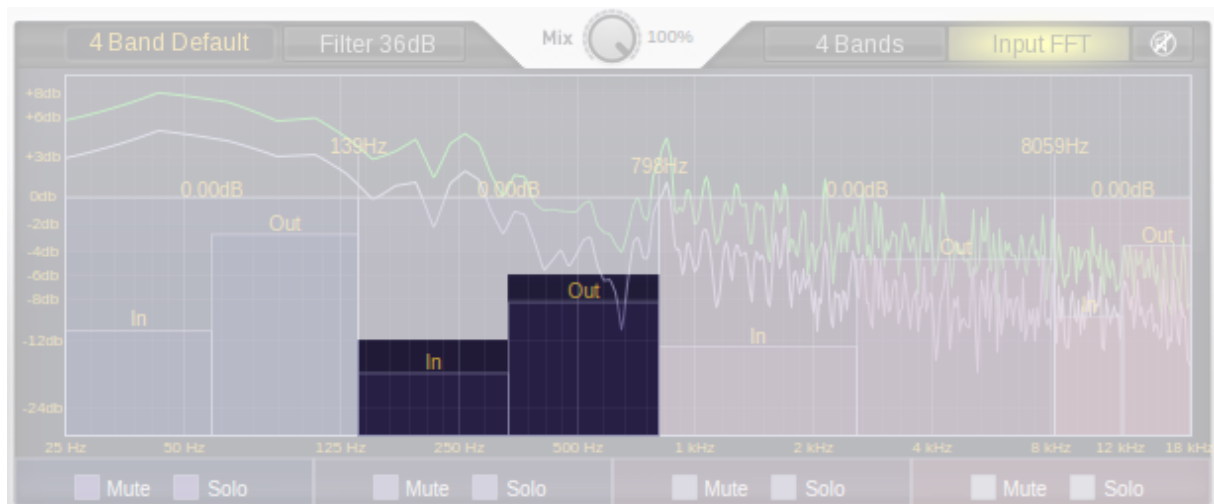 4 Band Default Filter 36dB Mix 100% 4 Bands Input FFT
+8db
+6db
139Hz 8059Hz
+3db 798Hz
0db 0.00dB 0.00dB 0.00dB 0.00dB
-2db Out
-4db Out Out
-6db
-8db Out
In In
-12db In
In
-24db
25 Hz 50 Hz 125 Hz 250 Hz 500 Hz 1 kHz 2 kHz 4 kHz 8 kHz 12 kHz 18 kHz
Mute Solo Mute Solo Mute Solo Mute Solo